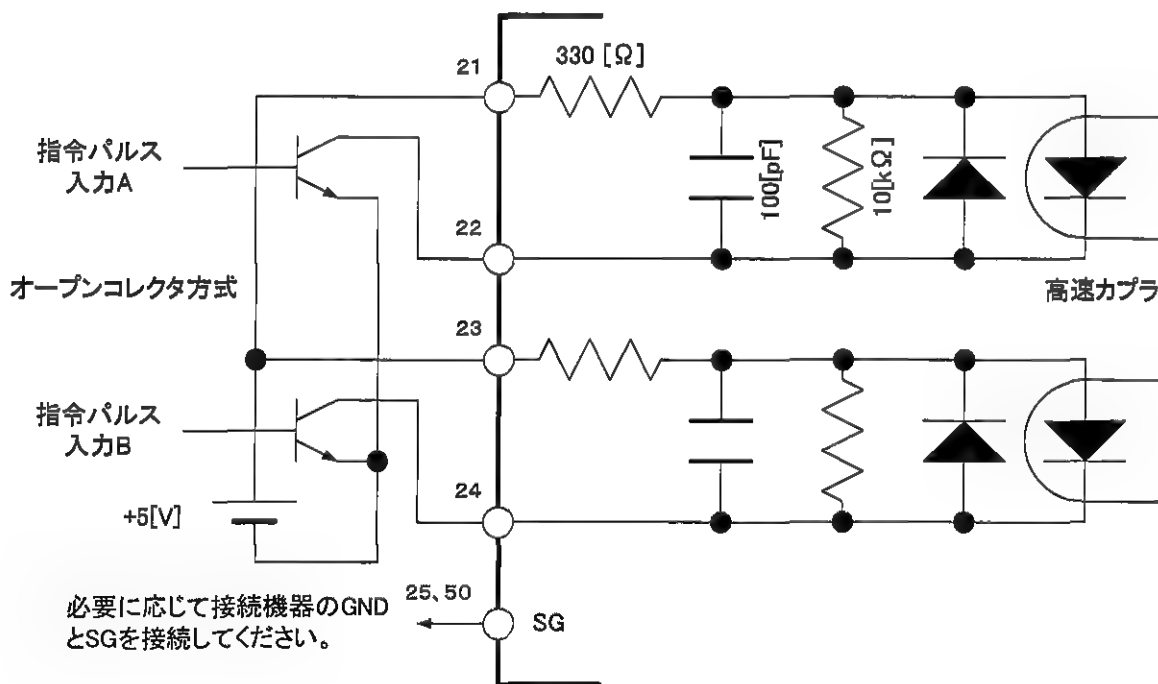 330 [Ω]
21
指令パルス
入力A
100[pF]
10[kΩ]
22
オープンコレクタ方式
高速カプラ
23
指令パルス
入力B
24
+5[V]
25、50
SG
必要に応じて接続機器のGND
とSGを接続してください。